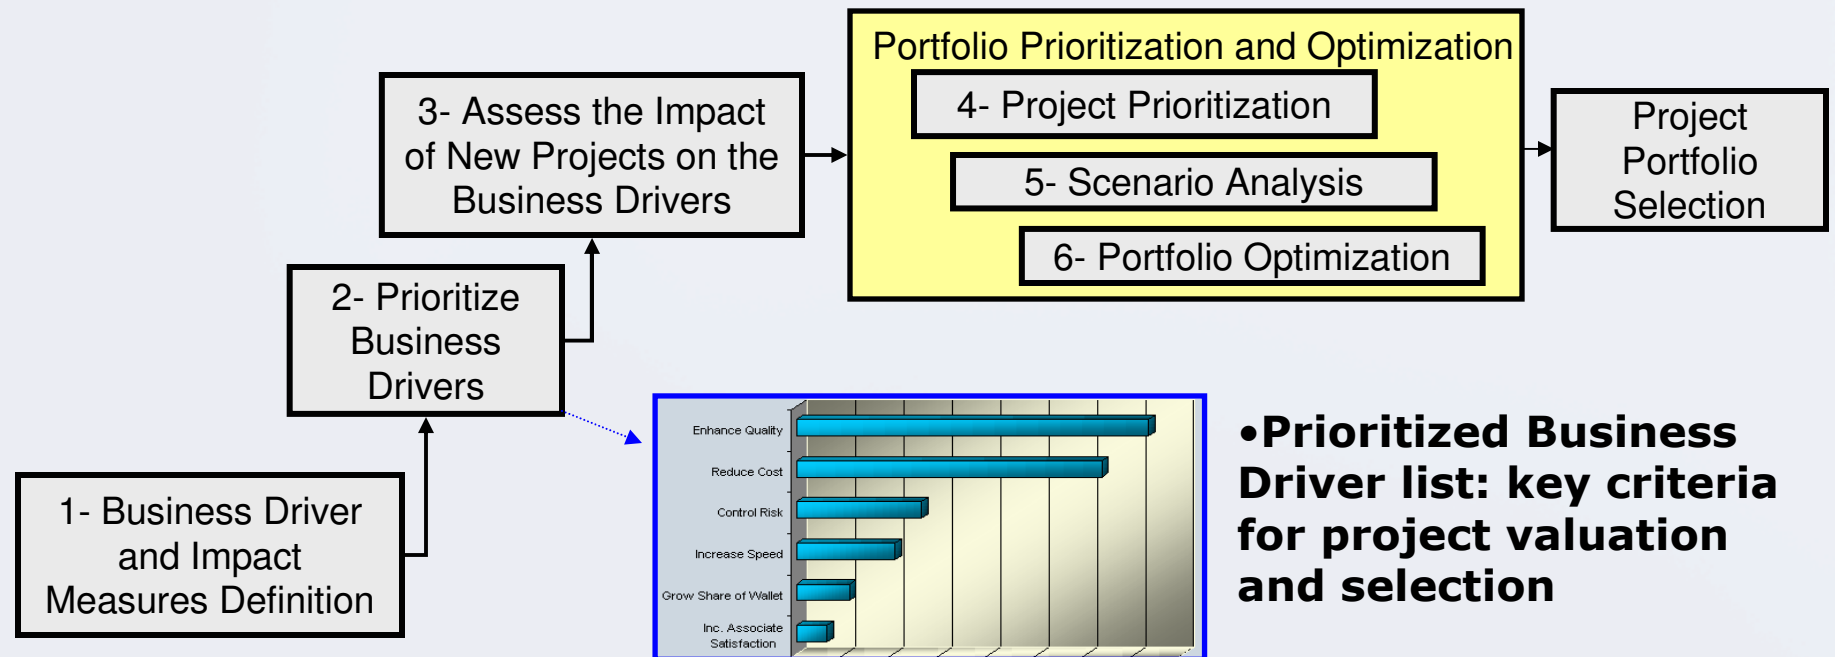 Portfolio Prioritization and Optimization
4- Project Prioritization
5- Scenario Analysis
6- Portfolio Optimization
Project
Portfolio
Selection
3- Assess the Impact
of New Projects on the
Business Drivers
2- Prioritize
Business
Drivers
1- Business Driver
and Impact
Measures Definition
Enhance Quality
Reduce Cost
Control Risk
Increase Speed
Grow Share of Wallet
Inc. Associate
Satisfaction
•Prioritized Business
Driver list: key criteria
for project valuation
and selection